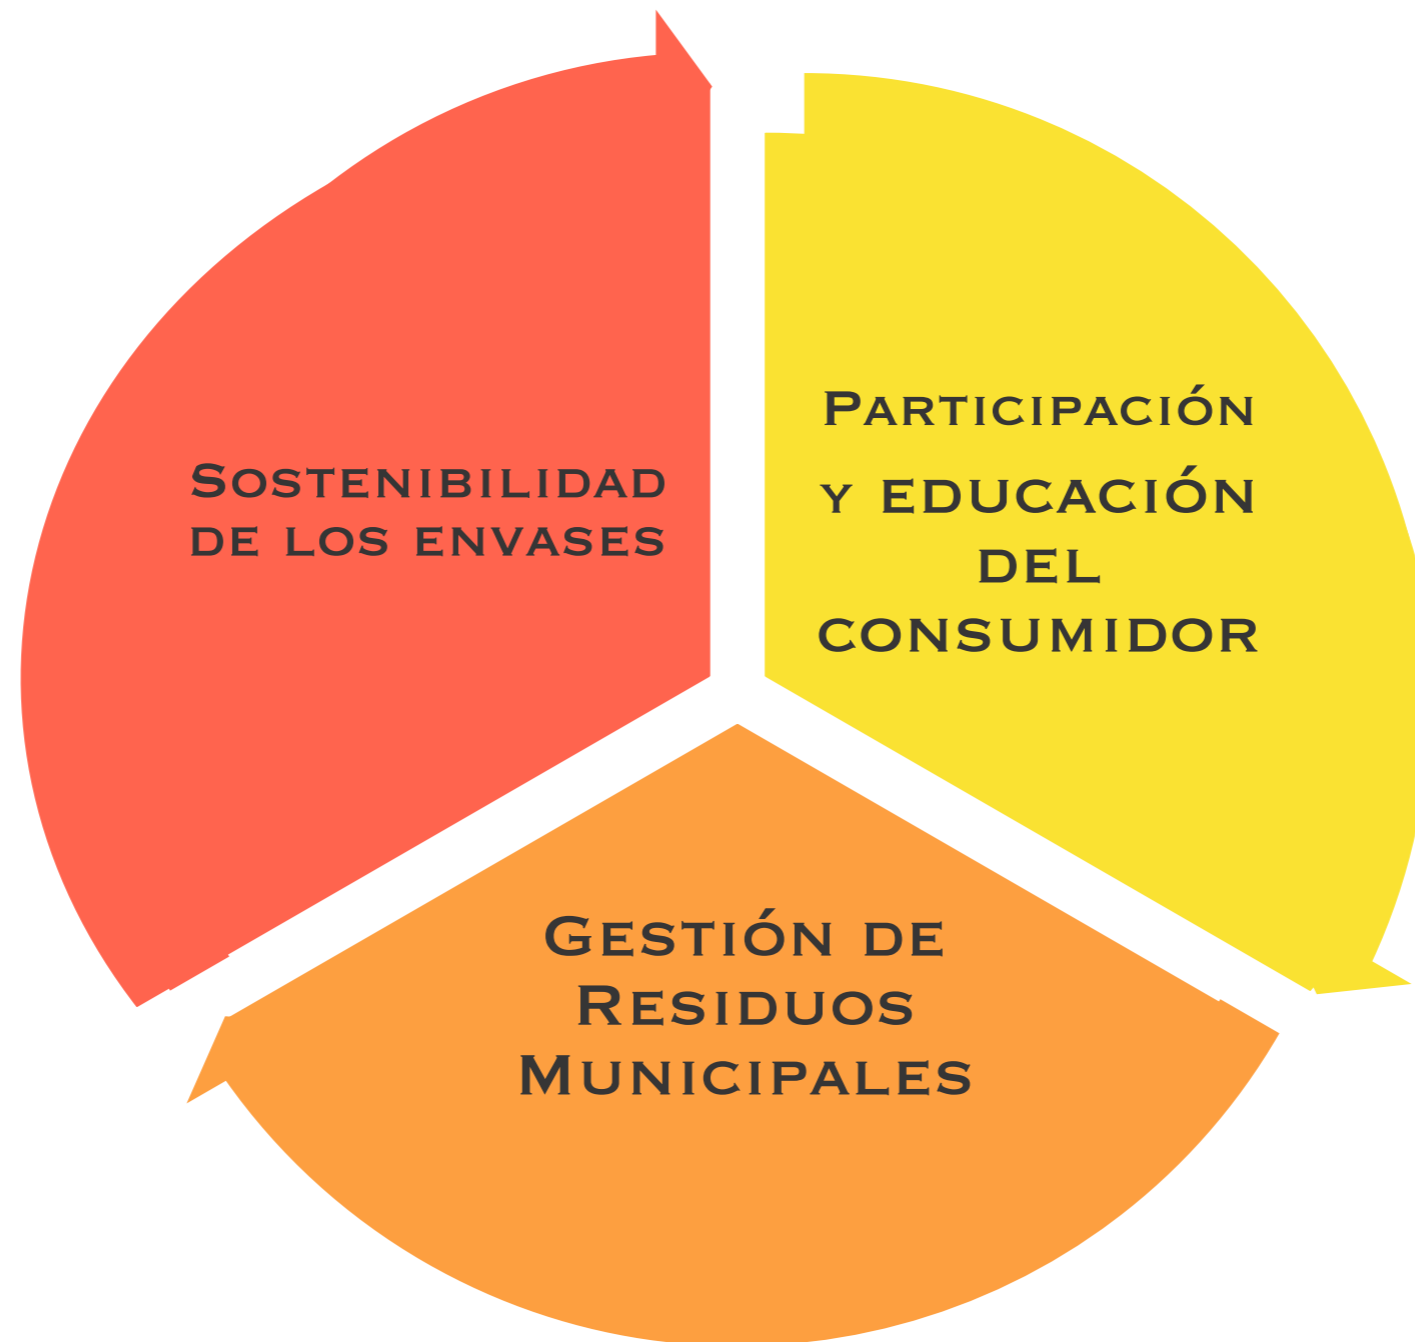 Sostenibilidad
de los envases
Participación
y educación
del
consumidor
Gestión de
Residuos
Municipales